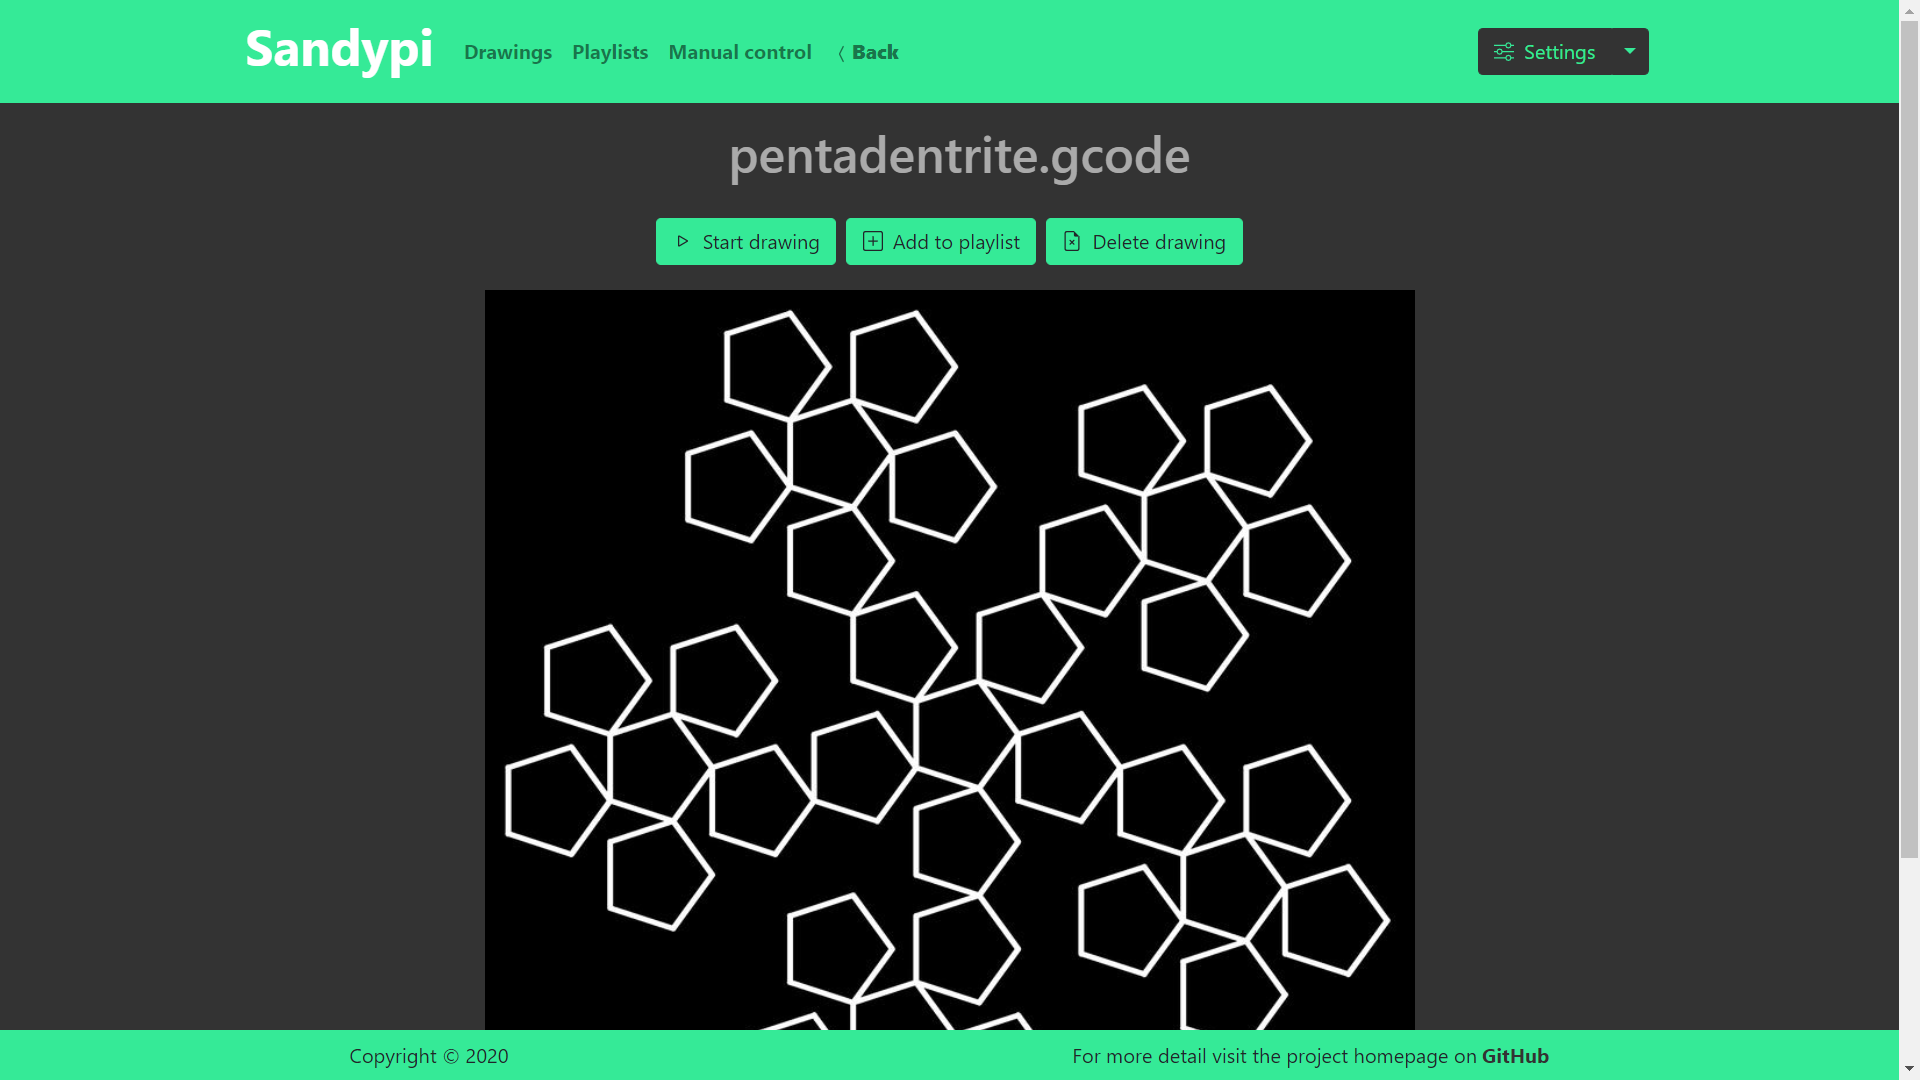 Sandypi Drawings Playlists Manual control Back Settings
pentadentrite.gcode
Start drawing Add to playlist Delete drawing
Copyright © 2020 For more detail visit the project homepage on GitHub